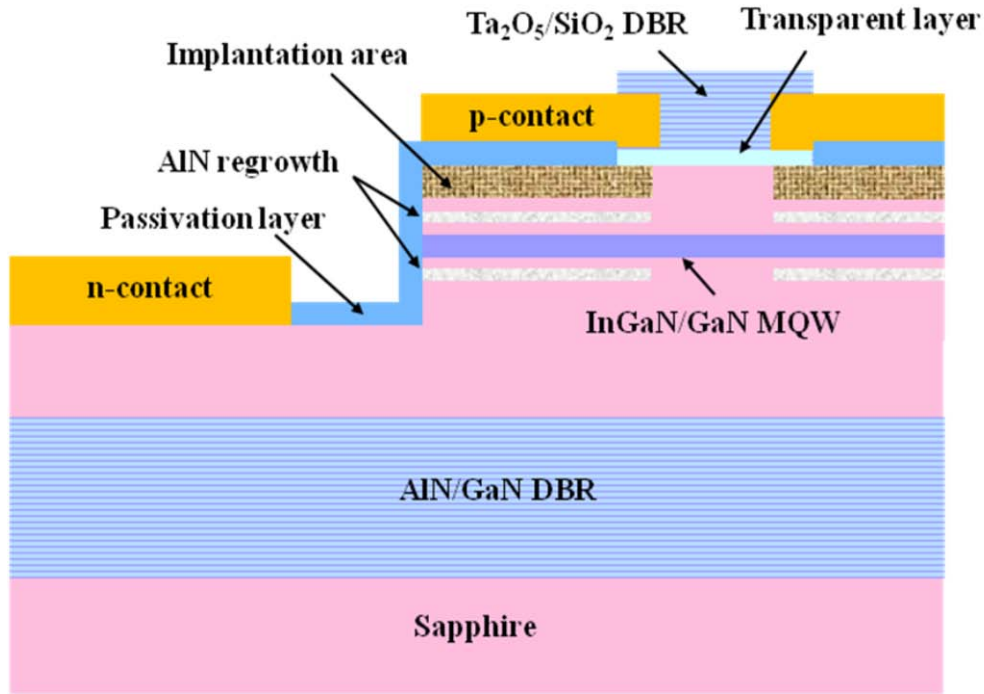 Ta₂O₅/SiO₂ DBR
Transparent layer
Implantation area
p-contact
AlN regrowth
Passivation layer
n-contact
InGaN/GaN MQW
AlN/GaN DBR
Sapphire